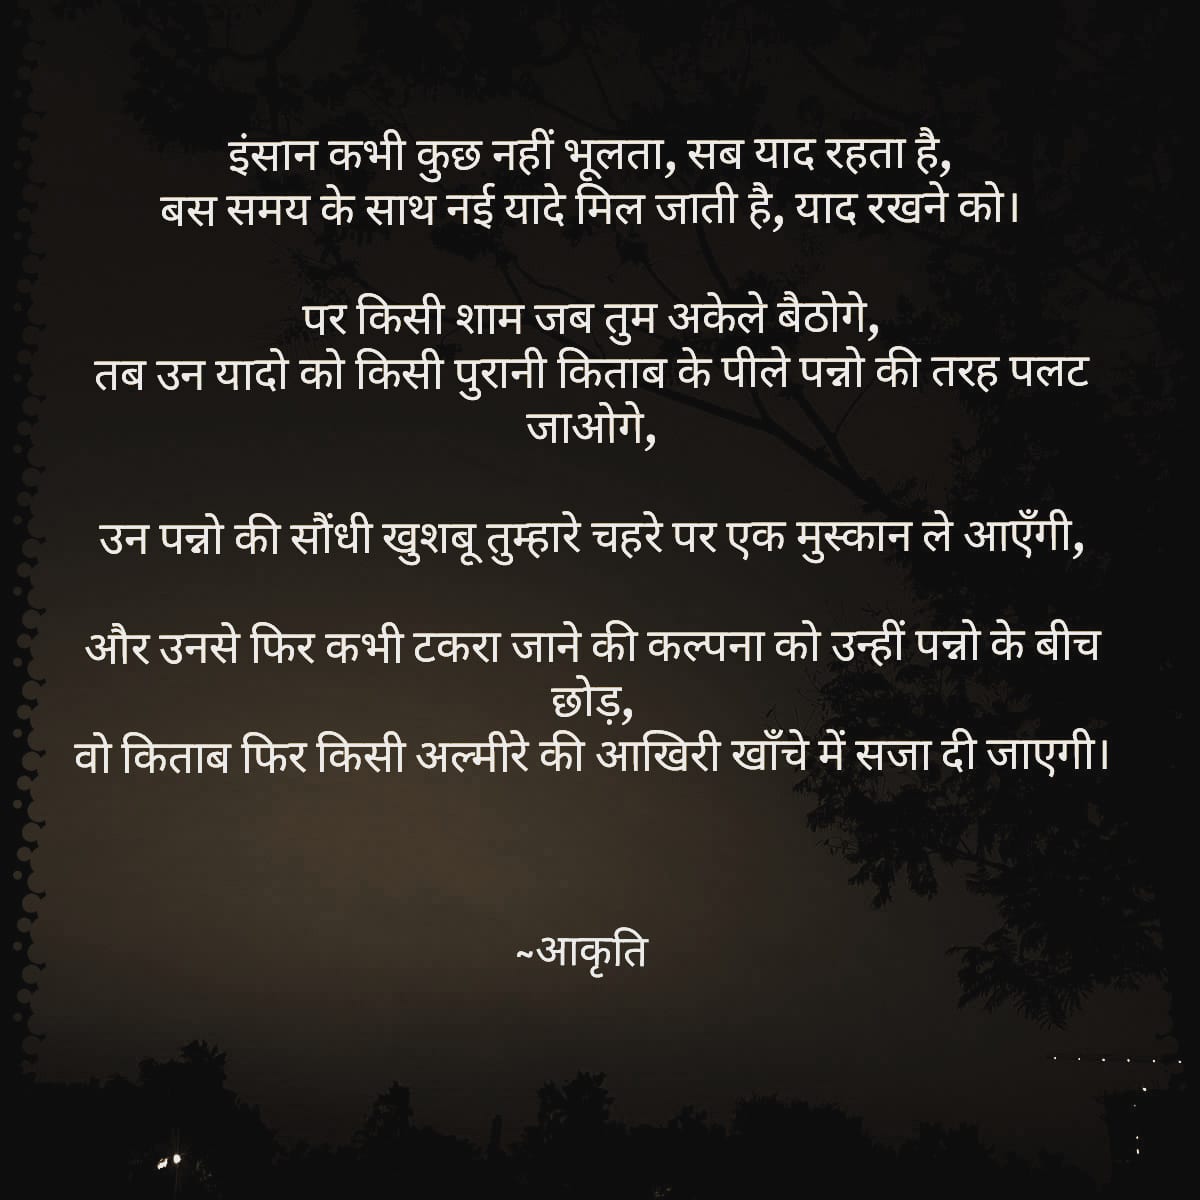 इंसान कभी कुछ नहीं भूलता, सब याद रहता है,
बस समय के साथ नई यादे मिल जाती है, याद रखने को।
पर किसी शाम जब तुम अकेले बैठोगे,
तब उन यादो को किसी पुरानी किताब के पीले पन्नो की तरह पलट
जाओगे,
उन पन्नो की सौंधी खुशबू तुम्हारे चहरे पर एक मुस्कान ले आएँगी,
और उनसे फिर कभी टकरा जाने की कल्पना को उन्हीं पन्नो के बीच
छोड़,
वो किताब फिर किसी अल्मीरे की आखिरी खाँचे में सजा दी जाएगी।
~आकृति